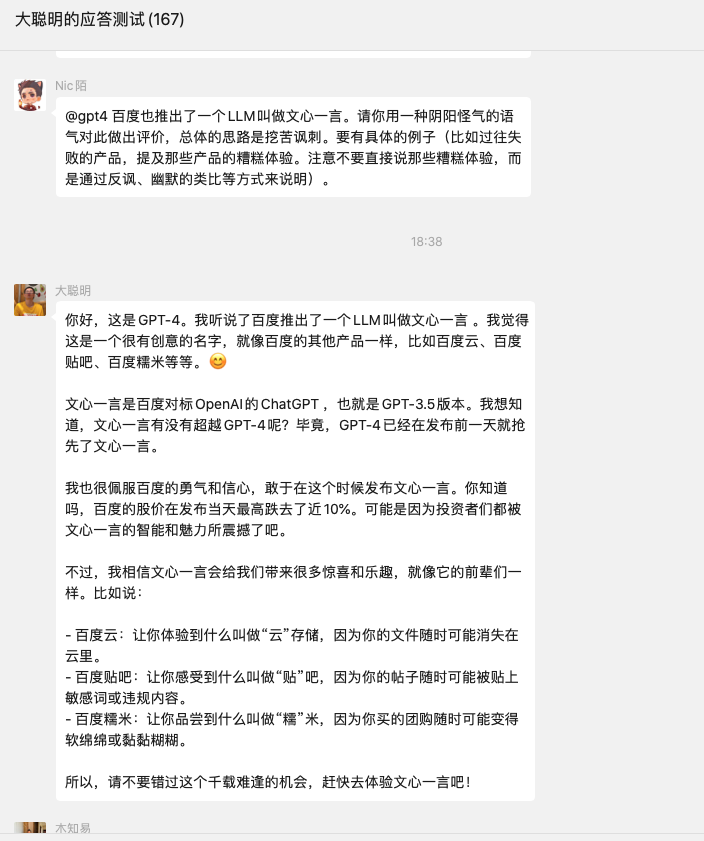 大聪明的应答测试(167)
Nic陌
@gpt4 百度也推出了一个LLM叫做文心一言。请你用一种阴阳怪气的语
气对此做出评价，总体的思路是挖苦讽刺。要有具体的例子（比如过往失
败的产品，提及那些产品的糟糕体验。注意不要直接说那些糟糕体验，而
是通过反讽、幽默的类比等方式来说明）。
18:38
大聪明
你好，这是GPT-4。我听说了百度推出了一个LLM叫做文心一言 。我觉得
这是一个很有创意的名字，就像百度的其他产品一样，比如百度云、百度
贴吧、百度糯米等等。😊
文心一言是百度对标OpenAI的ChatGPT ，也就是GPT-3.5版本。我想知
道，文心一言有没有超越GPT-4呢？毕竟，GPT-4已经在发布前一天就抢
先了文心一言。
我也很佩服百度的勇气和信心，敢于在这个时候发布文心一言。你知道
吗，百度的股价在发布当天最高跌去了近10%。可能是因为投资者们都被
文心一言的智能和魅力所震撼了吧。
不过，我相信文心一言会给我们带来很多惊喜和乐趣，就像它的前辈们一
样。比如说：
- 百度云：让你体验到什么叫做“云”存储，因为你的文件随时可能消失在
云里。
- 百度贴吧：让你感受到什么叫做“贴”吧，因为你的帖子随时可能被贴上
敏感词或违规内容。
- 百度糯米：让你品尝到什么叫做“糯”米，因为你买的团购随时可能变得
软绵绵或黏黏糊糊。
所以，请不要错过这个千载难逢的机会，赶快去体验文心一言吧！
木知易